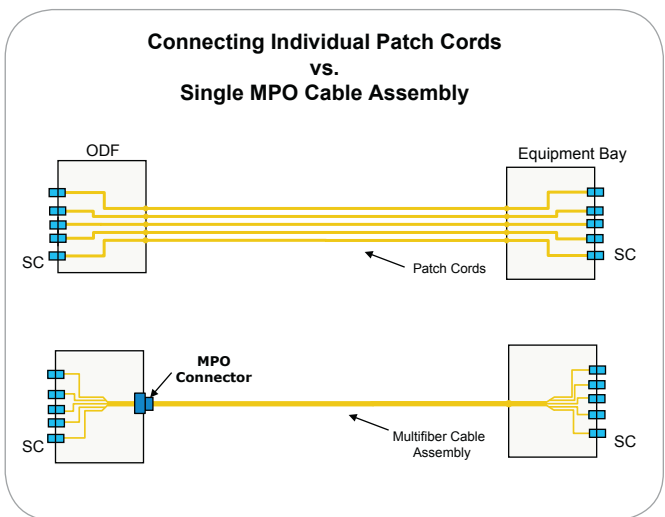 Connecting Individual Patch Cords
vs.
Single MPO Cable Assembly
ODF
Equipment Bay
SC
SC
Patch Cords
MPO
Connector
Multifiber Cable
Assembly
SC
SC